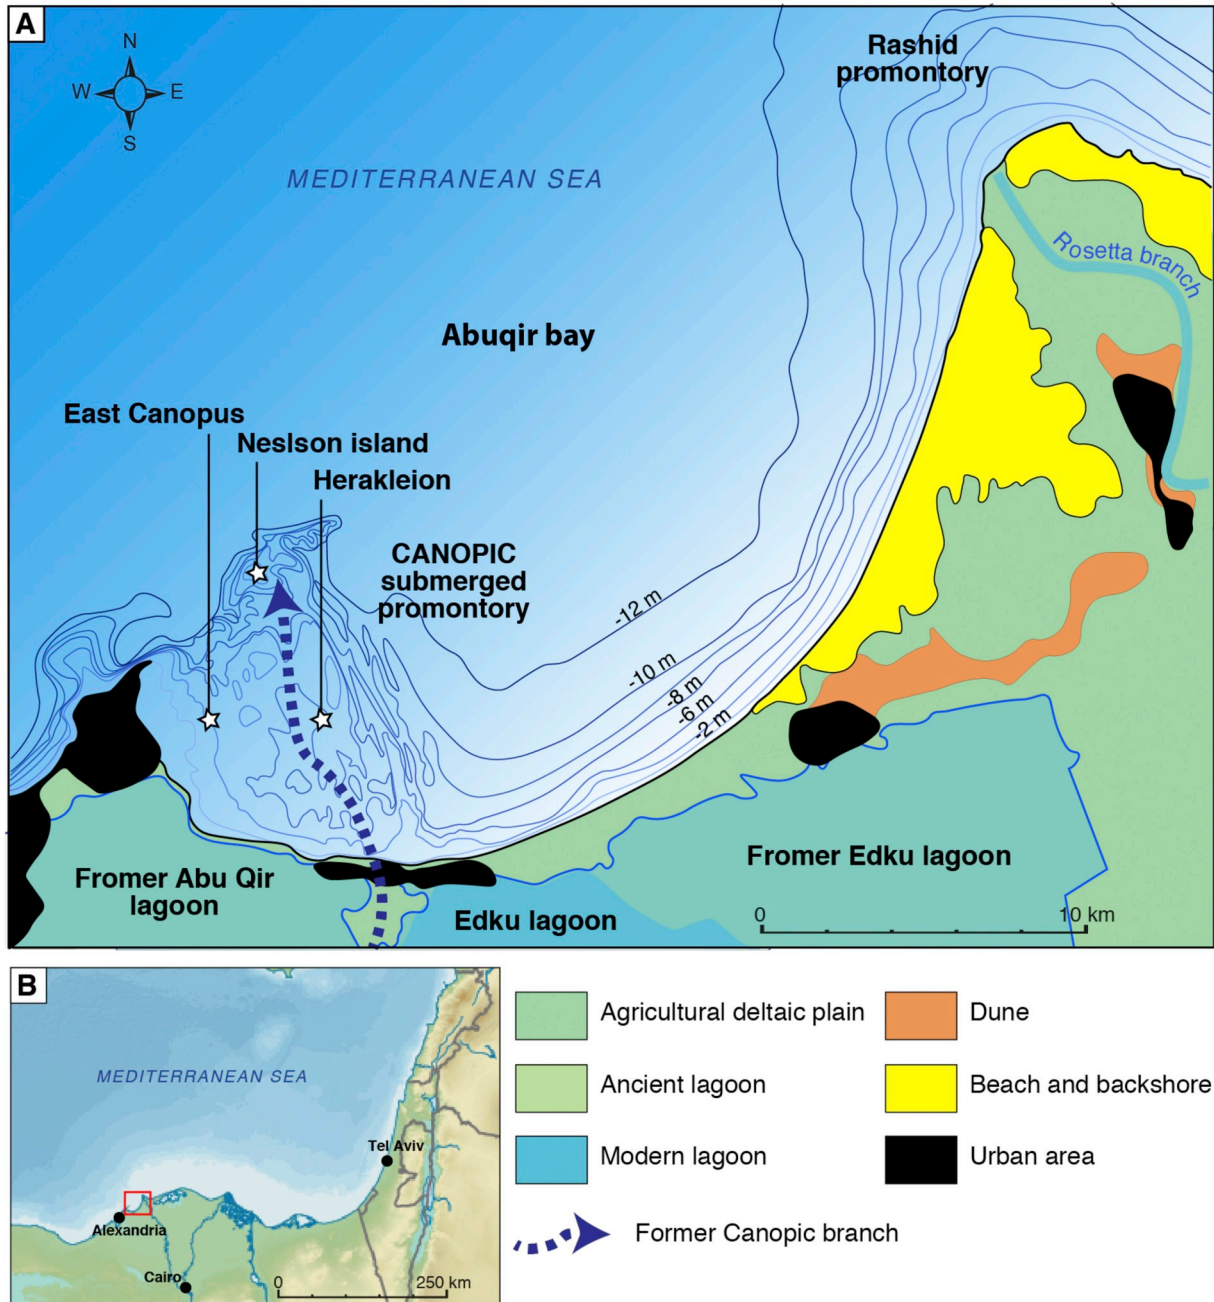 A
N
W E
S
Rashid
promontory
MEDITERRANEAN SEA
Rosetta branch
Abuqir bay
East Canopus
Neslson island
Herakleion
CANOPIC
submerged
promontory
-12 m
-10 m
-8 m
-6 m
-2 m
Fromer Abu Qir
lagoon
Edku lagoon
Fromer Edku lagoon
0 10 km
B
MEDITERRANEAN SEA
Tel Aviv
Alexandria
Cairo
0 250 km
Agricultural deltaic plain
Dune
Ancient lagoon
Beach and backshore
Modern lagoon
Urban area
Former Canopic branch